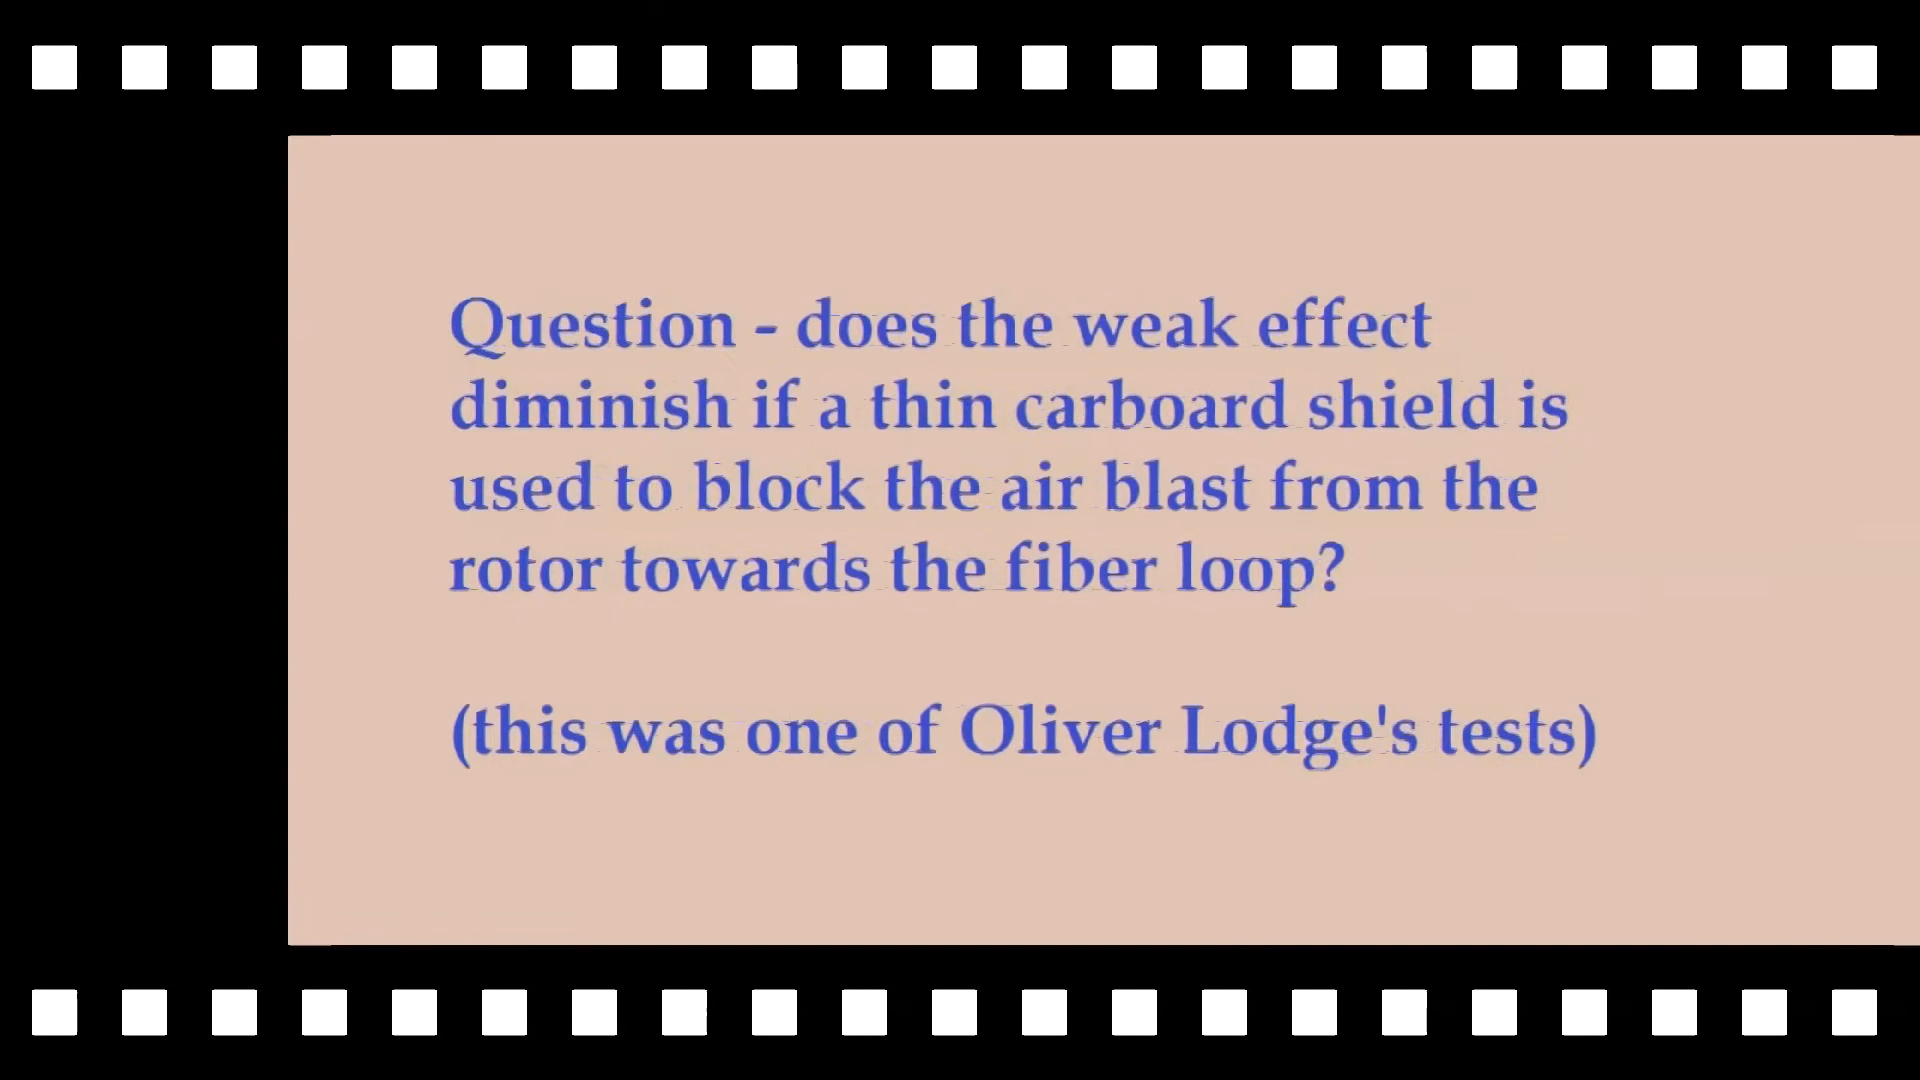 Question - does the weak effect
diminish if a thin carboard shield is
used to block the air blast from the
rotor towards the fiber loop?
(this was one of Oliver Lodge's tests)